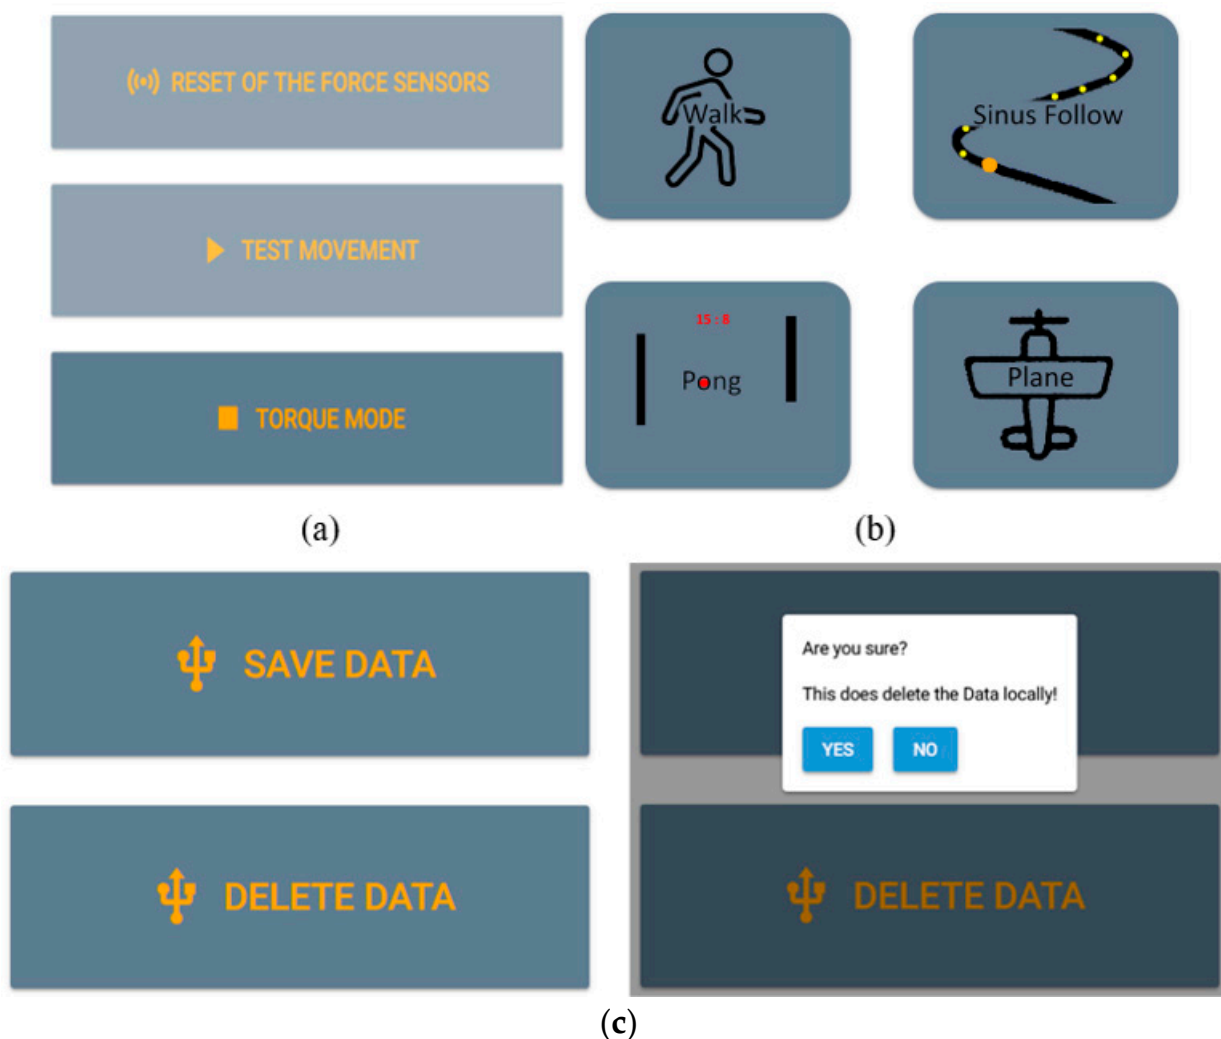 RESET OF THE FORCE SENSORS
TEST MOVEMENT
TORQUE MODE
(a)
Walk
Sinus Follow
15 : 8
Pong
Plane
(b)
SAVE DATA
DELETE DATA
Are you sure?
This does delete the Data locally!
YES NO
DELETE DATA
(c)